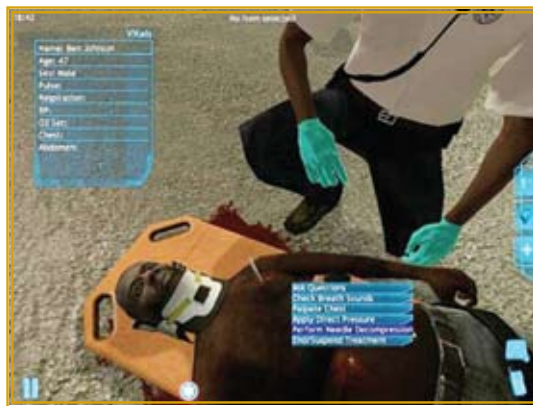 No item selected
Vitals
Name: Ben Johnson
Age: 47
Sex: Male
Pulse:
Respiration:
BP:
O2 Sat:
Chest:
Abdomen:
Ask Questions
Check Breath Sounds
Palpate Chest
Apply Direct Pressure
Perform Needle Decompression
End/Suspend Treatment